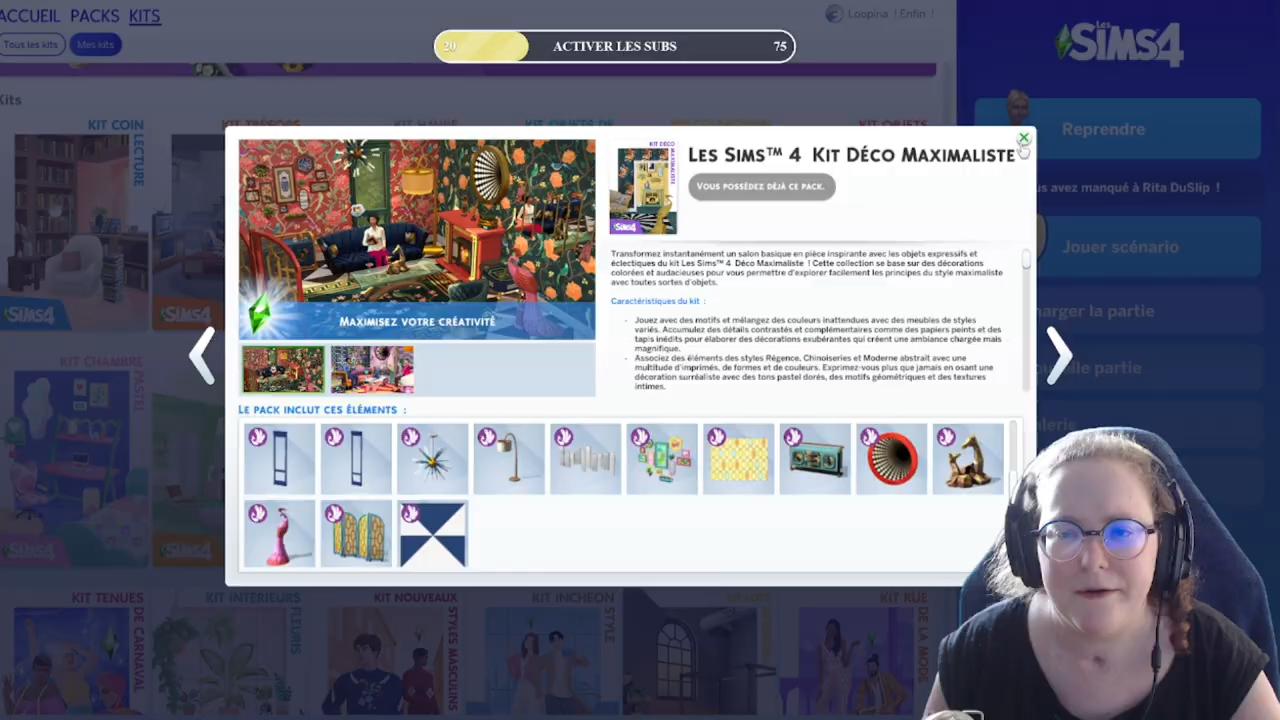 ACCUEIL PACKS KITS
Loopina ! Enfin !
Tous les kits Mes kits
20 ACTIVER LES SUBS 75
Les SiMS 4
Kits
KIT COIN
LECTURE
KIT TRÉSORS
Reprendre
us avez manqué à Rita DuSlip !
Jouer scénario
arger la partie
elle partie
KIT DÉCO
MAXIMALISTE
SiMS4
Les Sims™ 4 Kit Déco Maximaliste
Vous possédez déjà ce pack.
Transformez instantanément un salon basique en pièce inspirante avec les objets expressifs et
éclectiques du kit Les Sims™ 4 Déco Maximaliste ! Cette collection se base sur des décorations
colorées et audacieuses pour vous permettre d'explorer facilement les principes du style maximaliste
avec toutes sortes d'objets.
Caractéristiques du kit :
- Jouez avec des motifs et mélangez des couleurs inattendues avec des meubles de styles
variés. Accumulez des détails contrastés et complémentaires comme des papiers peints et des
tapis inédits pour élaborer des décorations exubérantes qui créent une ambiance chargée mais
magnifique.
- Associez des éléments des styles Régence, Chinoiseries et Moderne abstrait avec une
multitude d'imprimés, de formes et de couleurs. Exprimez-vous plus que jamais en osant une
décoration surréaliste avec des tons pastel dorés, des motifs géométriques et des textures
intimes.
Maximisez votre créativité
Le pack inclut ces éléments :
SiMS4
SiMS4
KIT CHAMBRE
PASTEL
SiMS4
SiMS4
KIT TENUES
DE CARNAVAL
KIT INTÉRIEURS
FLEURIS
KIT NOUVEAUX
STYLES MASCULINS
KIT INCHEON
STYLE
KIT RUE
DE LA MODE